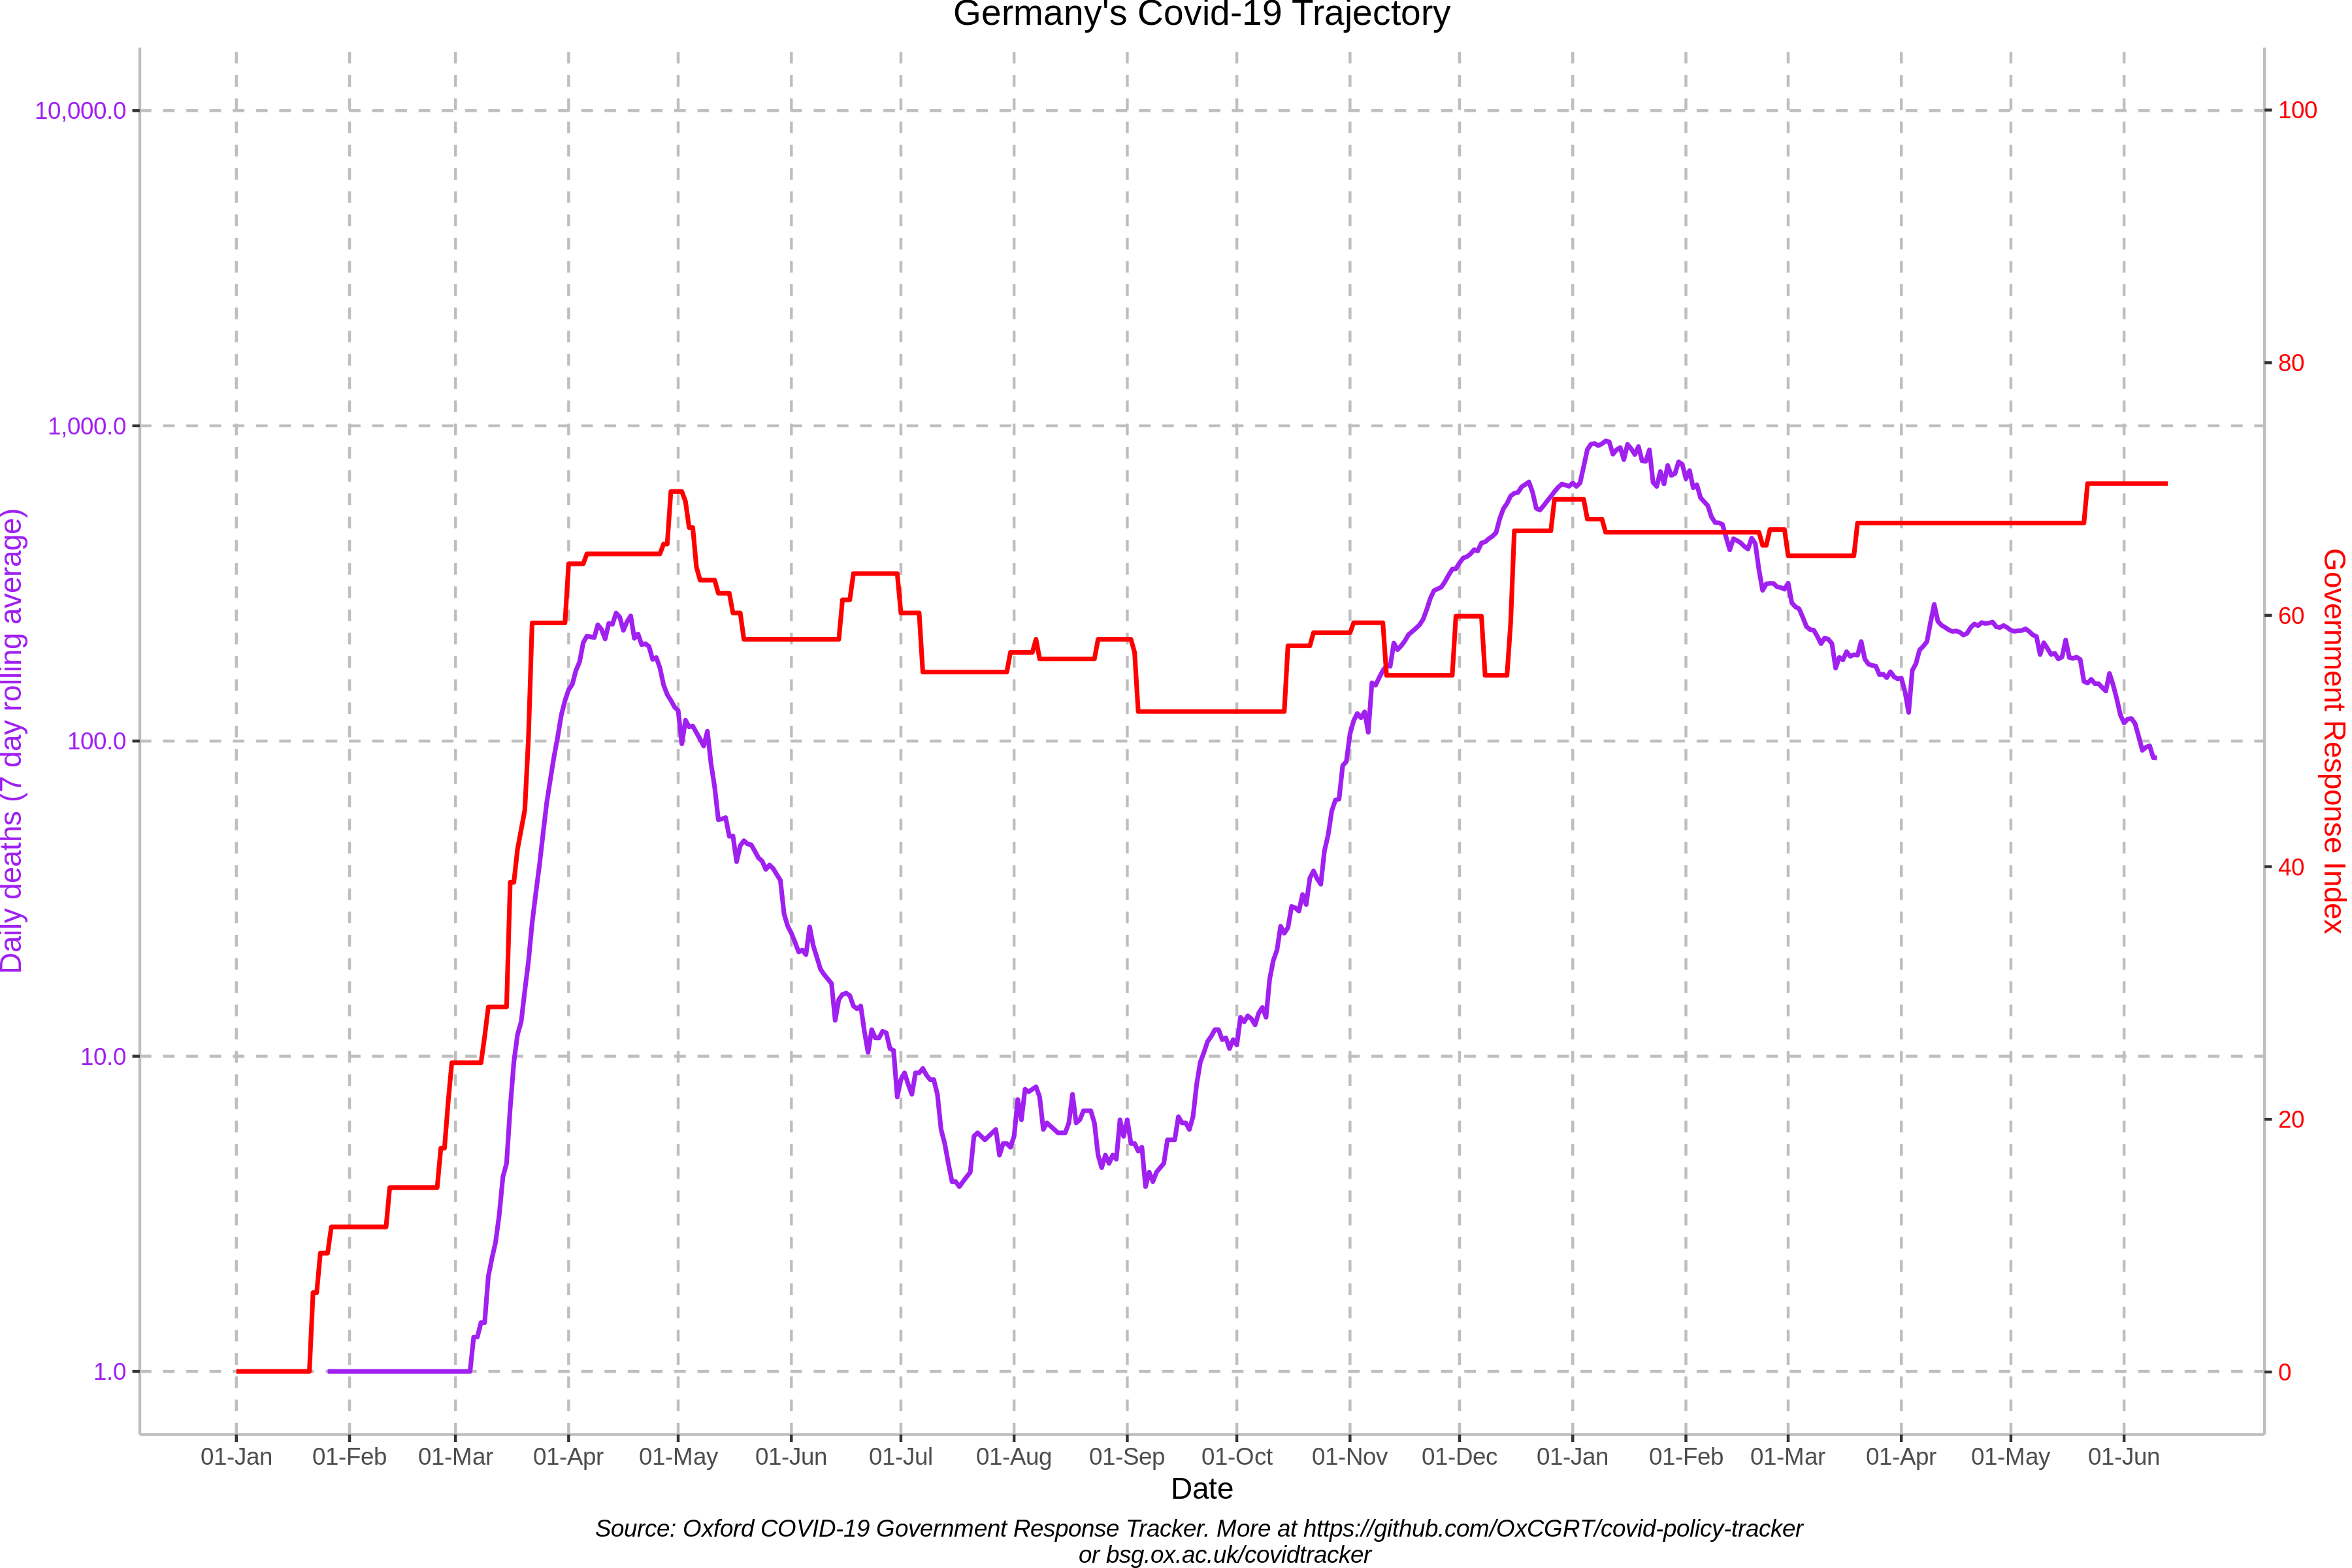 Germany's Covid-19 Trajectory
10,000.0
1,000.0
100.0
10.0
1.0
Daily deaths (7 day rolling average)
100
80
60
40
20
0
Government Response Index
01-Jan 01-Feb 01-Mar 01-Apr 01-May 01-Jun 01-Jul 01-Aug 01-Sep 01-Oct 01-Nov 01-Dec 01-Jan 01-Feb 01-Mar 01-Apr 01-May 01-Jun
Date
Source: Oxford COVID-19 Government Response Tracker. More at https://github.com/OxCGRT/covid-policy-tracker
or bsg.ox.ac.uk/covidtracker